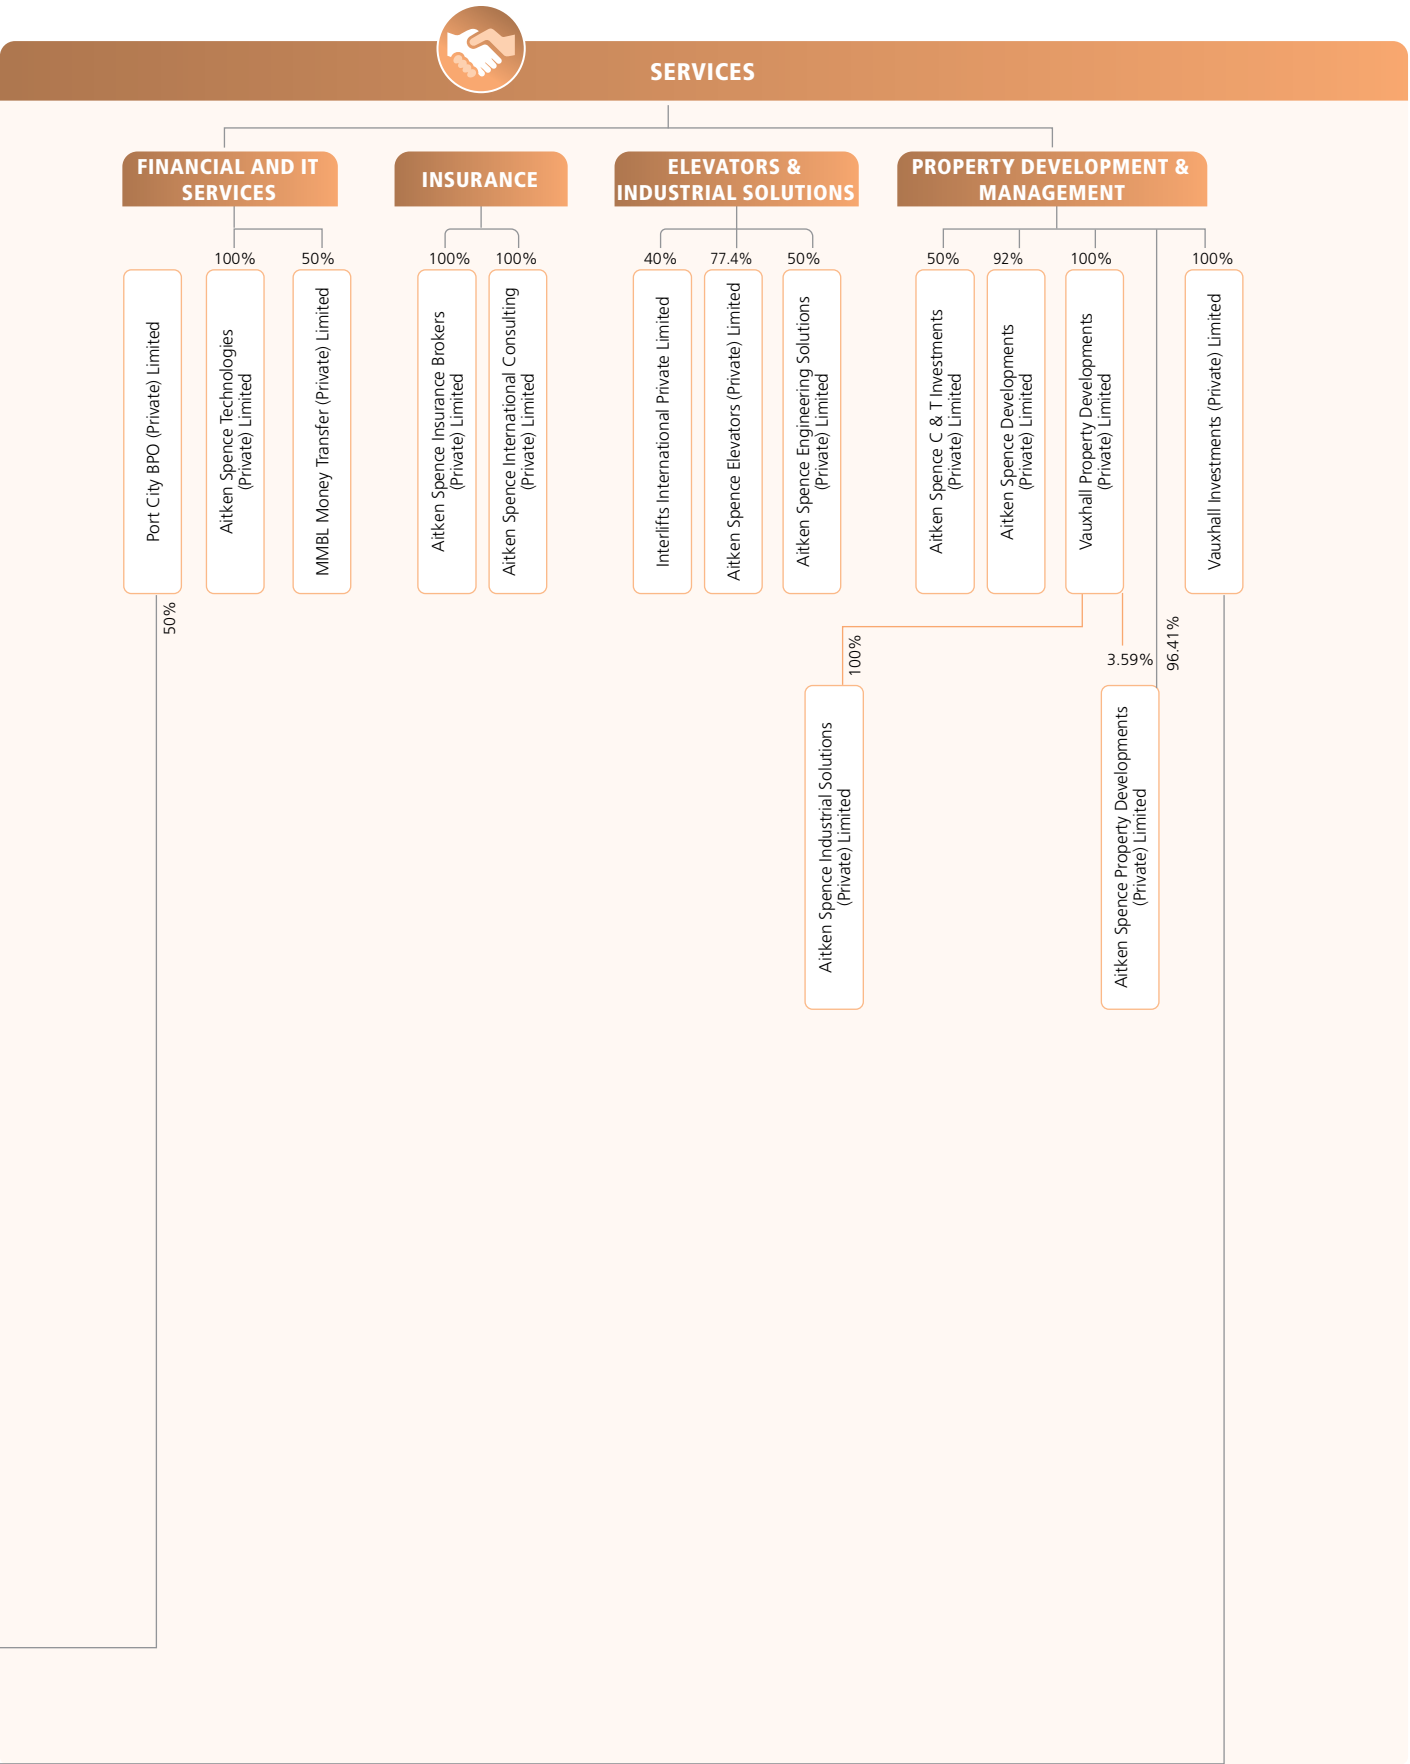 SERVICES
FINANCIAL AND IT
SERVICES
INSURANCE
ELEVATORS &
INDUSTRIAL SOLUTIONS
PROPERTY DEVELOPMENT &
MANAGEMENT
100%
50%
100%
100%
40%
77.4%
50%
50%
92%
100%
100%
Port City BPO (Private) Limited
Aitken Spence Technologies
(Private) Limited
MMBL Money Transfer (Private) Limited
Aitken Spence Insurance Brokers
(Private) Limited
Aitken Spence International Consulting
(Private) Limited
Interlifts International Private Limited
Aitken Spence Elevators (Private) Limited
Aitken Spence Engineering Solutions
(Private) Limited
Aitken Spence C & T Investments
(Private) Limited
Aitken Spence Developments
(Private) Limited
Vauxhall Property Developments
(Private) Limited
Vauxhall Investments (Private) Limited
50%
100%
3.59%
96.41%
Aitken Spence Industrial Solutions
(Private) Limited
Aitken Spence Property Developments
(Private) Limited